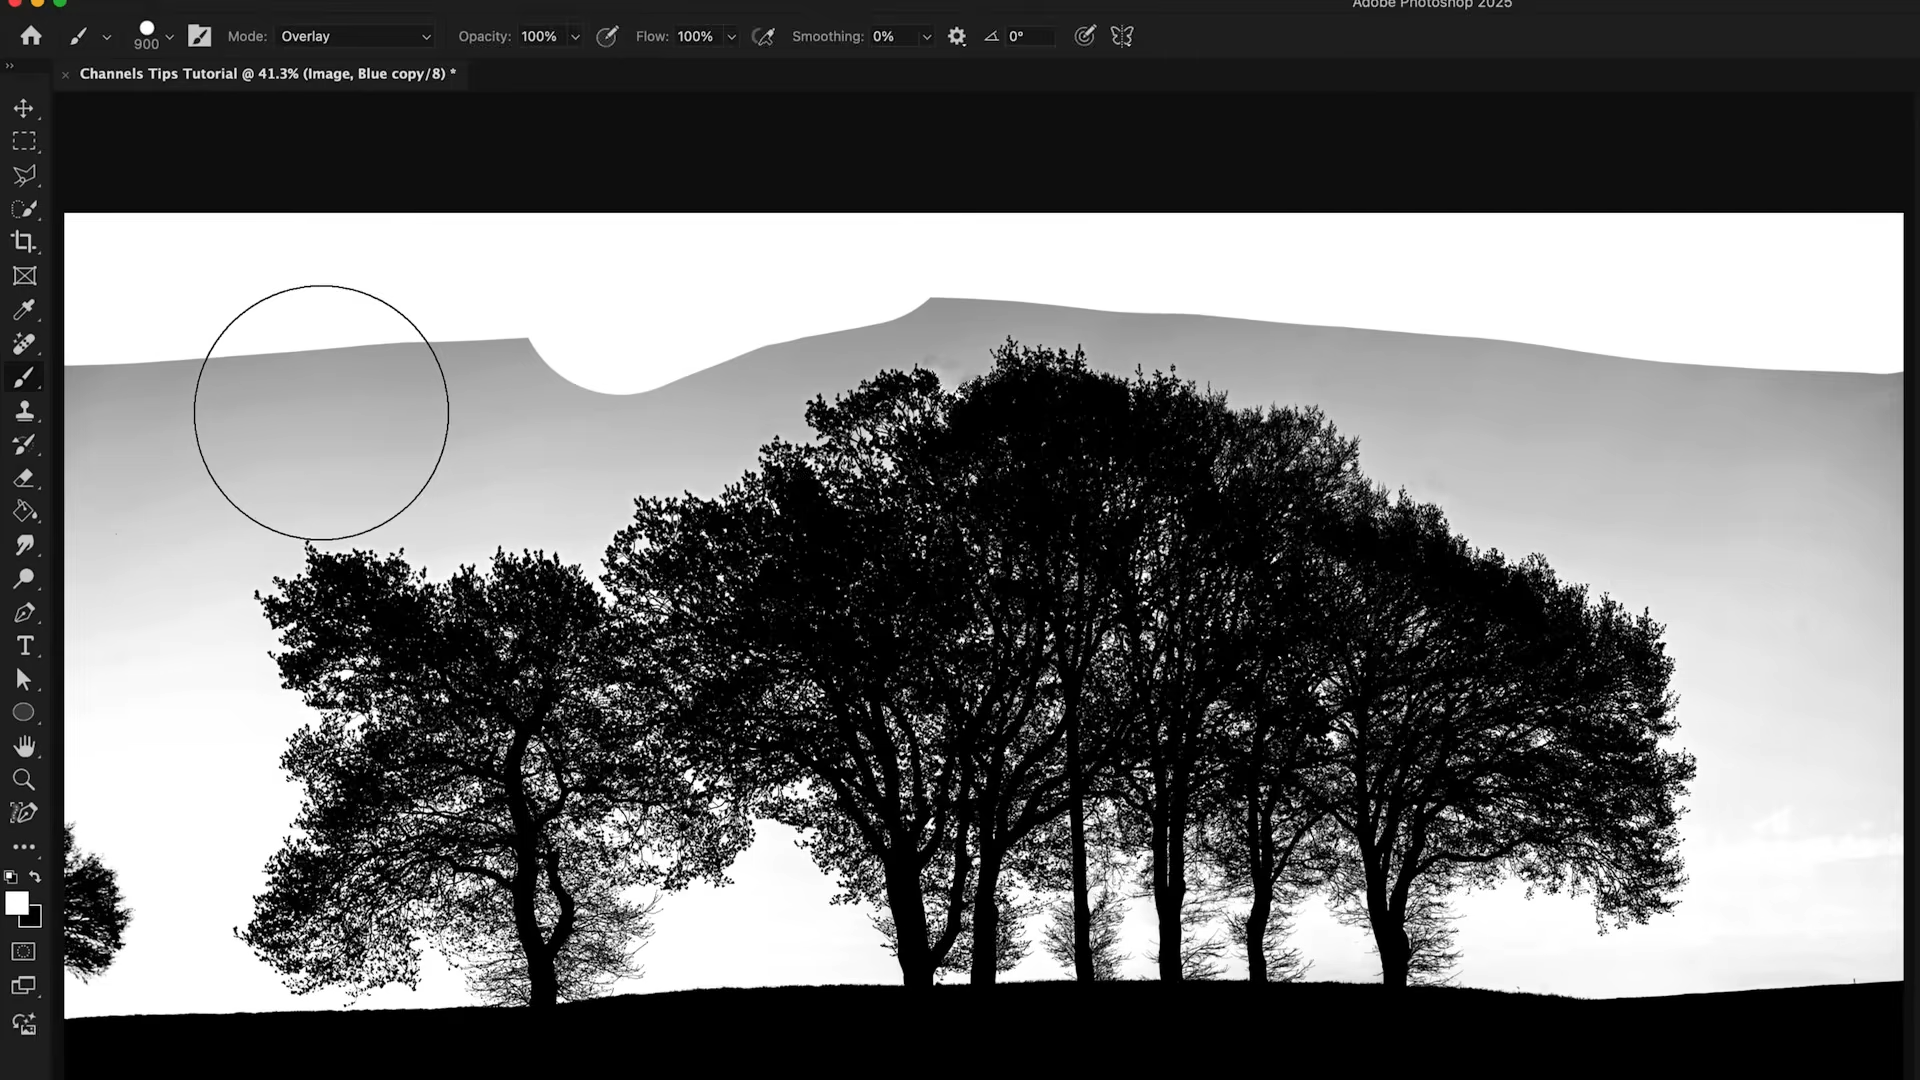 Adobe Photoshop 2025
900 Mode: Overlay Opacity: 100% Flow: 100% Smoothing: 0% 0°
Channels Tips Tutorial @ 41.3% (Image, Blue copy/8) *